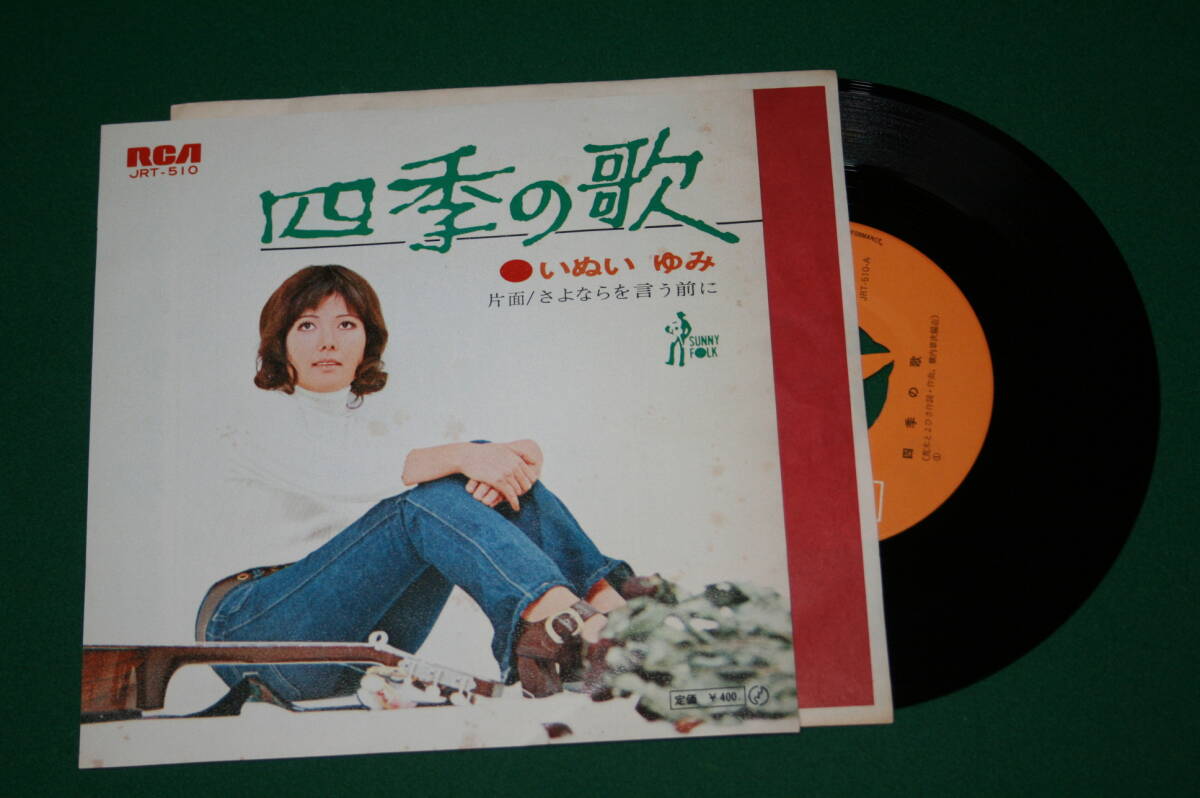 RCA
JRT-510
四季の歌
●いぬい ゆみ
片面/さよならを言う前に
SUNNY
FOLK
定価 ¥400.
JRT-510-A
四季の歌